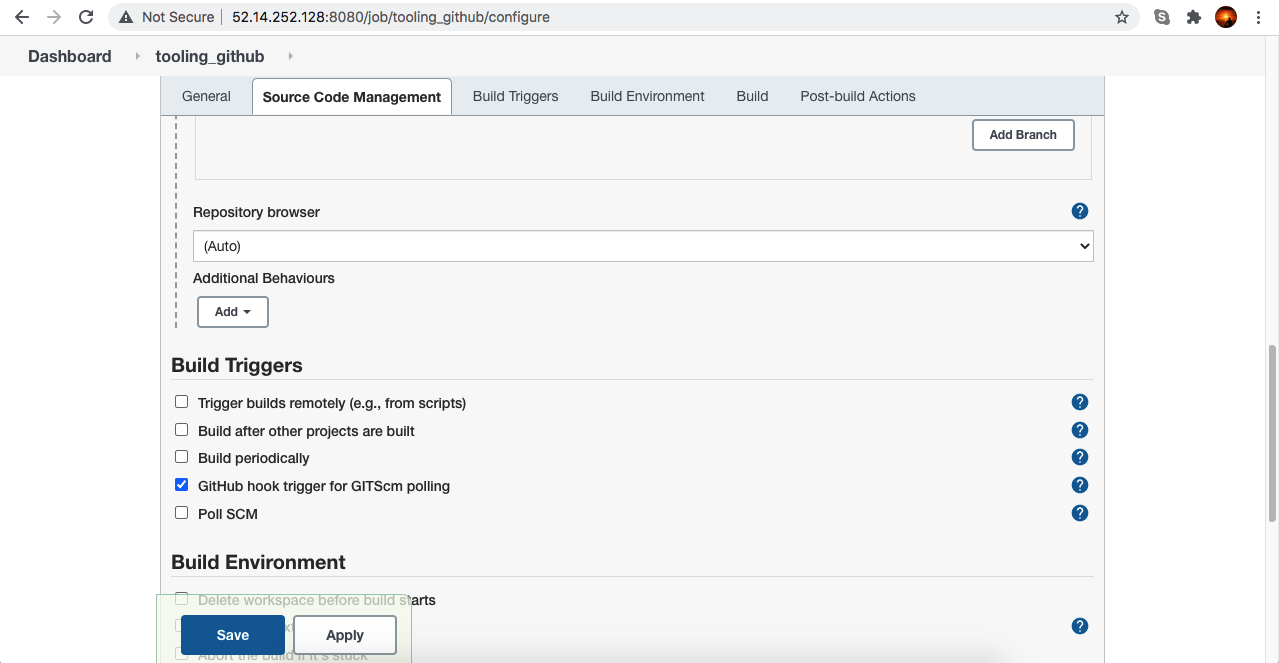 Not Secure 52.14.252.128:8080/job/tooling_github/configure
Dashboard tooling_github
General Source Code Management Build Triggers Build Environment Build Post-build Actions
Add Branch
Repository browser
(Auto)
Additional Behaviours
Add
Build Triggers
Trigger builds remotely (e.g., from scripts)
Build after other projects are built
Build periodically
GitHub hook trigger for GITScm polling
Poll SCM
Build Environment
Delete workspace before build starts
Save Apply
Abort the build if it's stuck